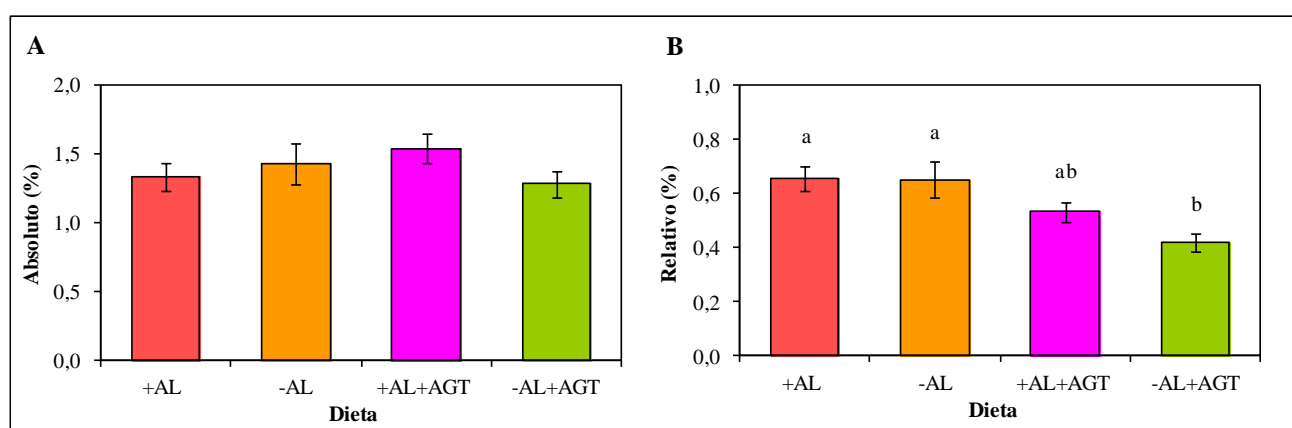 A
Absoluto (%)
2,0
1,5
1,0
0,5
0,0
+AL -AL +AL+AGT -AL+AGT
Dieta
B
Relativo (%)
1,0
0,8
0,6
0,4
0,2
0,0
a a ab b
+AL -AL +AL+AGT -AL+AGT
Dieta